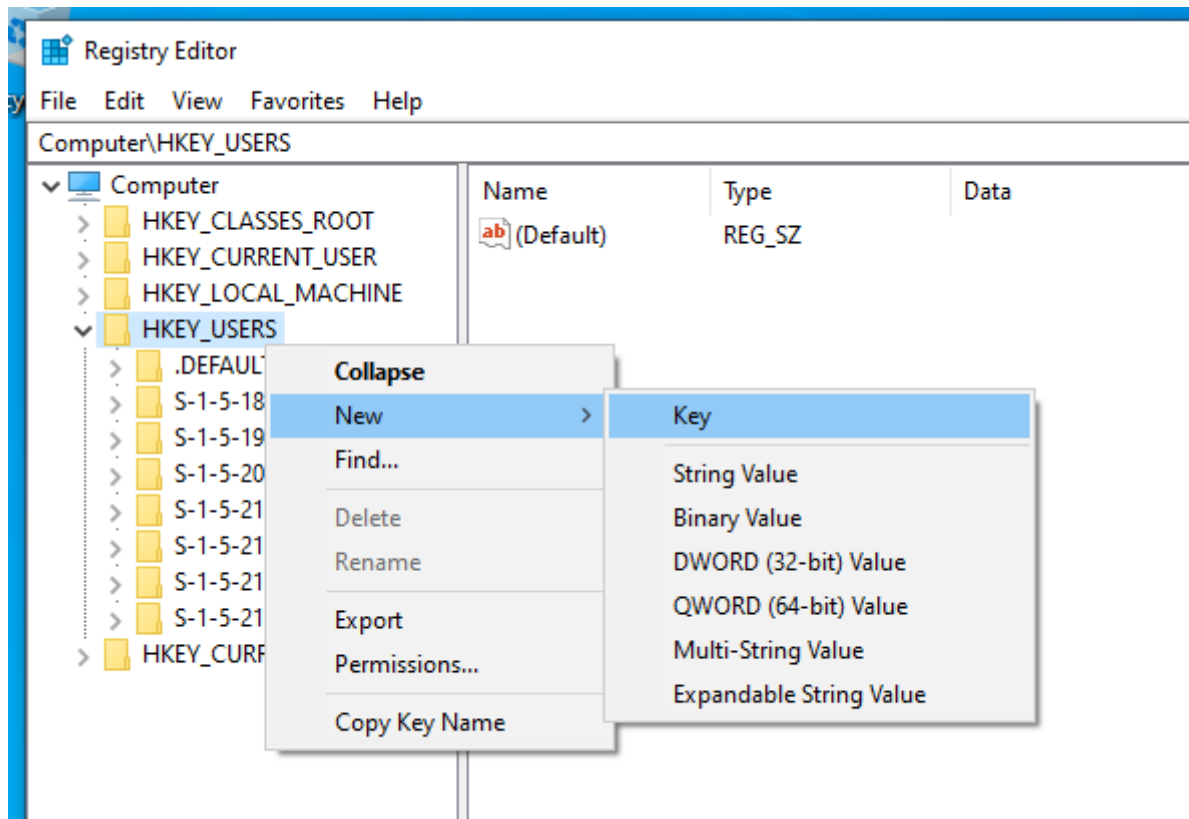 Registry Editor
File Edit View Favorites Help
Computer\HKEY_USERS
Computer
HKEY_CLASSES_ROOT
HKEY_CURRENT_USER
HKEY_LOCAL_MACHINE
HKEY_USERS
.DEFAUL
S-1-5-18
S-1-5-19
S-1-5-20
S-1-5-21
S-1-5-21
S-1-5-21
S-1-5-21
HKEY_CURR
Name Type Data
ab (Default) REG_SZ
Collapse
New
Find...
Delete
Rename
Export
Permissions...
Copy Key Name
Key
String Value
Binary Value
DWORD (32-bit) Value
QWORD (64-bit) Value
Multi-String Value
Expandable String Value